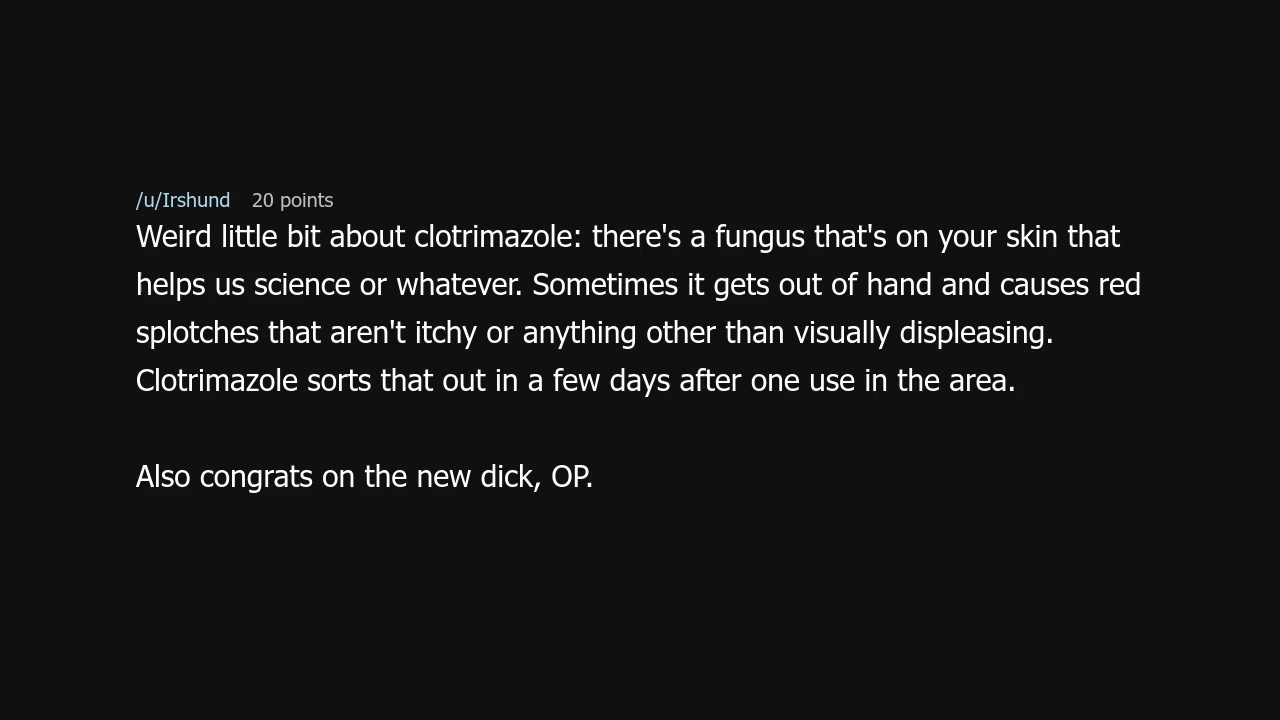 /u/Irshund 20 points
Weird little bit about clotrimazole: there's a fungus that's on your skin that
helps us science or whatever. Sometimes it gets out of hand and causes red
splotches that aren't itchy or anything other than visually displeasing.
Clotrimazole sorts that out in a few days after one use in the area.
Also congrats on the new dick, OP.